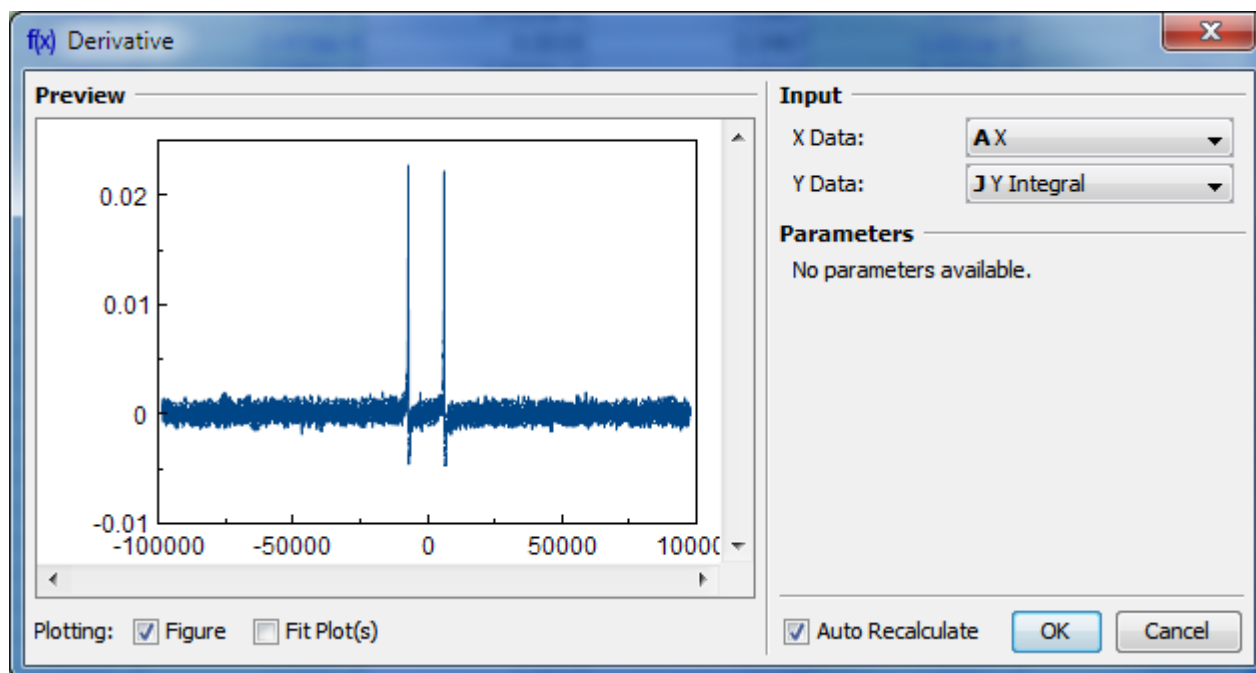 f(x) Derivative
x
Preview
0.02
0.01
0
-0.01
-100000 -50000 0 50000 10000
Plotting: Figure Fit Plot(s)
Input
X Data: A X
Y Data: J Y Integral
Parameters
No parameters available.
Auto Recalculate OK Cancel